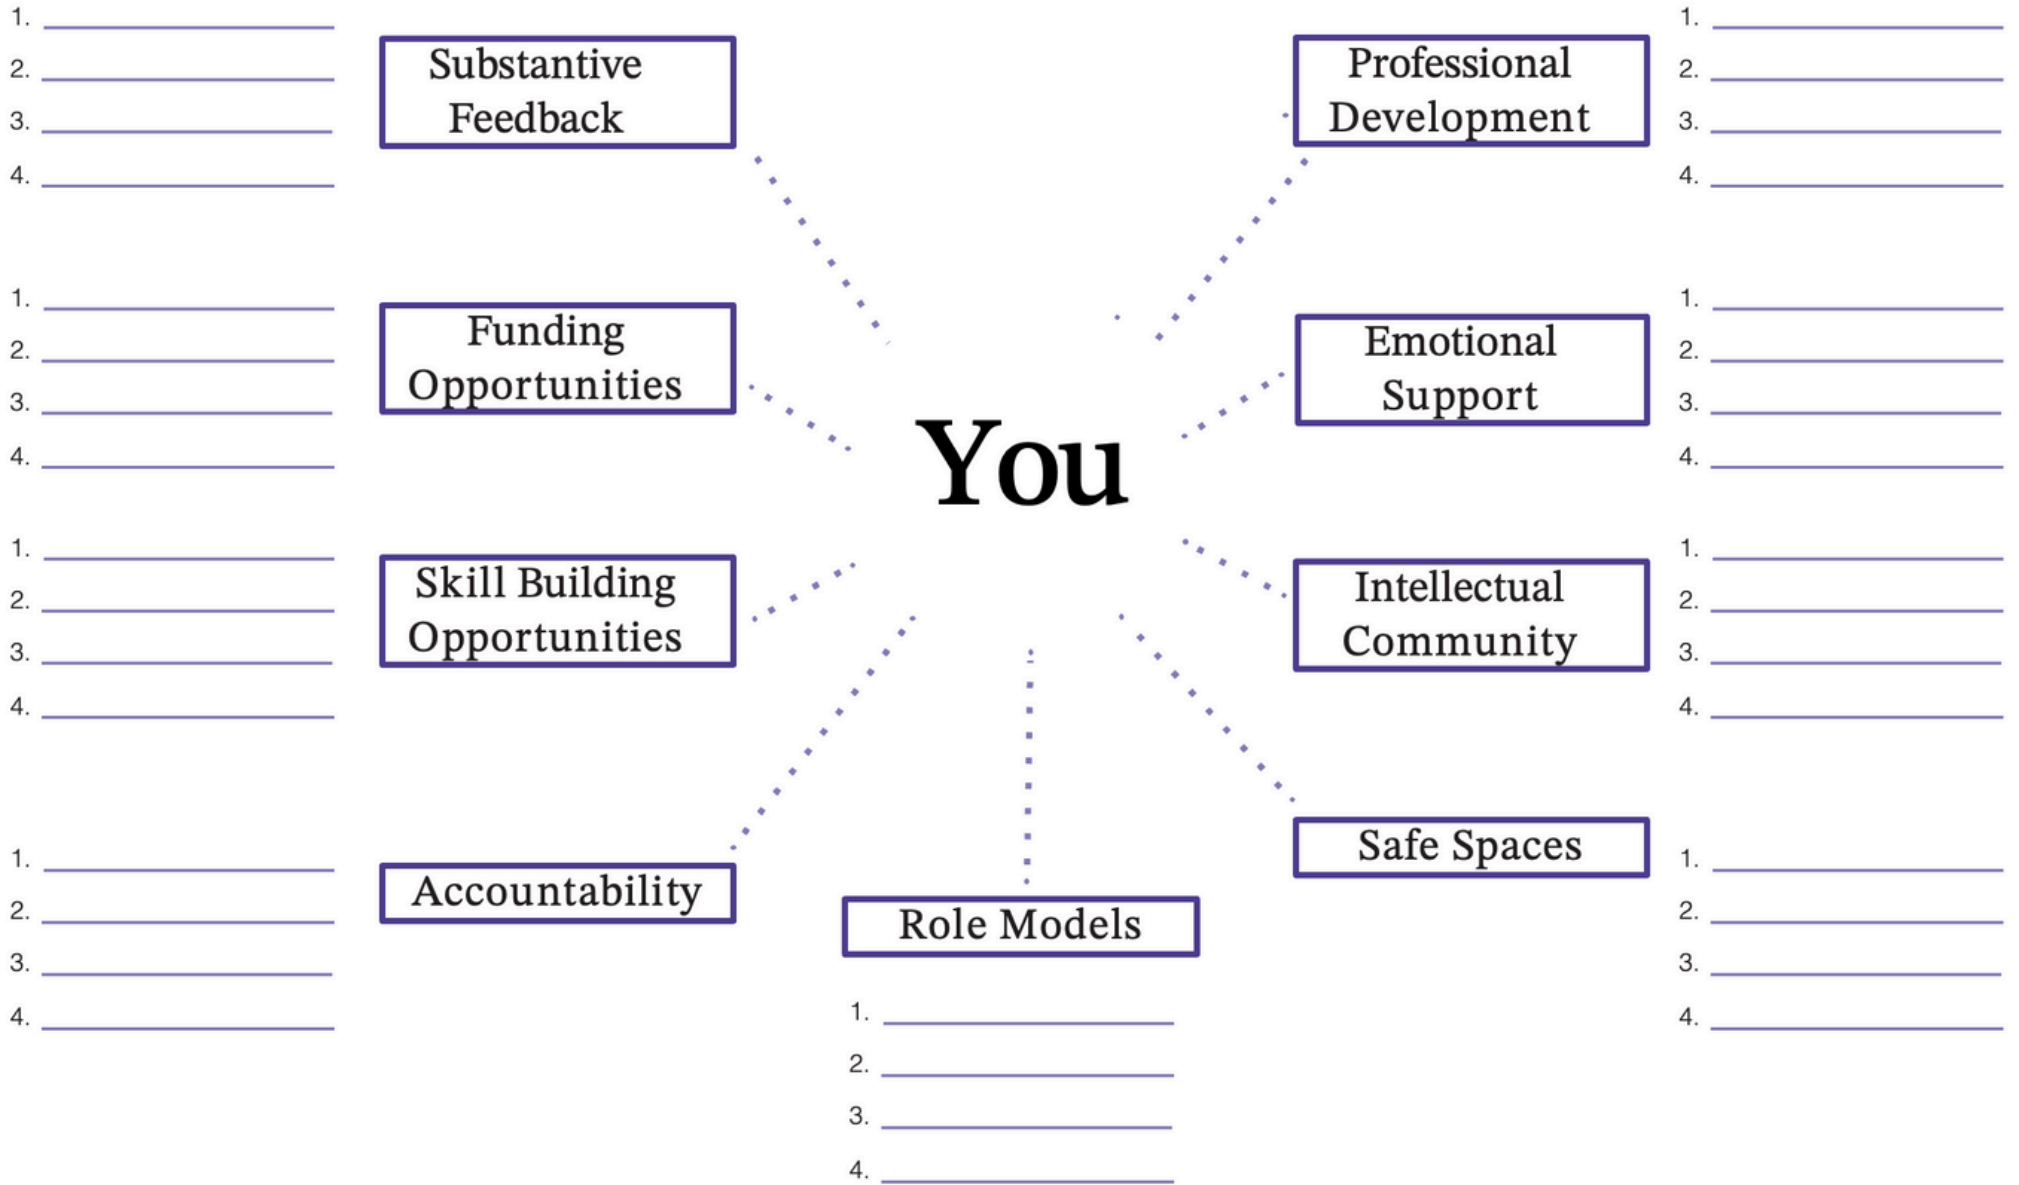 1.
2.
3.
4.
Substantive
Feedback
1.
2.
3.
4.
Funding
Opportunities
1.
2.
3.
4.
Skill Building
Opportunities
1.
2.
3.
4.
Accountability
You
Role Models
1.
2.
3.
4.
Professional
Development
1.
2.
3.
4.
Emotional
Support
1.
2.
3.
4.
Intellectual
Community
1.
2.
3.
4.
Safe Spaces
1.
2.
3.
4.